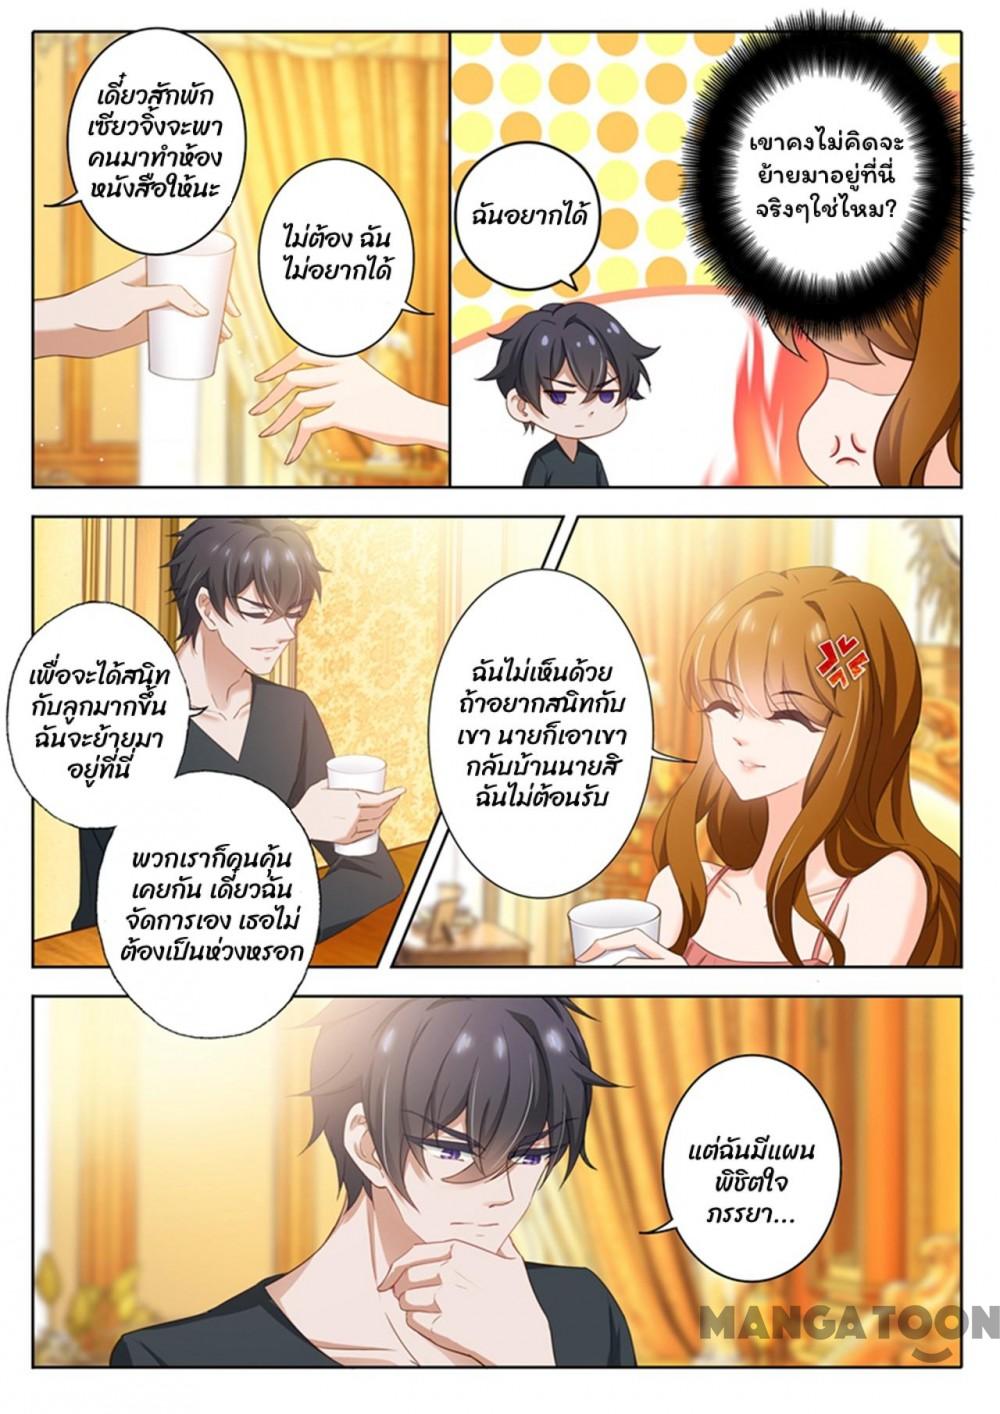 เดี๋ยวสักพัก
เซียวจิ้งจะพา
คนมาทำห้อง
หนังสือให้นะ
ไม่ต้อง ฉัน
ไม่อยากได้
ฉันอยากได้
เขาคงไม่คิดจะ
ย้ายมาอยู่ที่นี่
จริงๆใช่ไหม?
เพื่อจะได้สนิท
กับลูกมากขึ้น
ฉันจะย้ายมา
อยู่ที่นี่
พวกเราก็คุนคุ้น
เคยกัน เดี๋ยวฉัน
จัดการเอง เธอไม่
ต้องเป็นห่วงหรอก
ฉันไม่เห็นด้วย
ถ้าอยากสนิทกับ
เขา นายก็เอาเขา
กลับบ้านนายสิ
ฉันไม่ต้อนรับ
แต่ฉันมีแผน
พิชิตใจ
ภรรยา...
MANGATOON